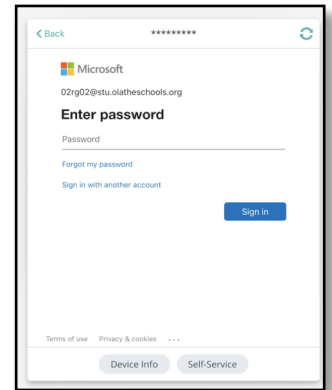 Back *********
Microsoft
02rg02@stu.olatheschools.org
Enter password
Password
Forgot my password
Sign in with another account
Sign in
Terms of use Privacy & cookies ...
Device Info Self-Service